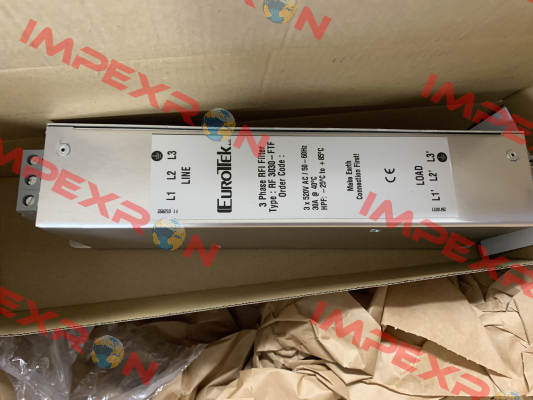 IMPEXRON
IMPEXRON
IMPEXRON
IMPEXRON
IMPEXRON
L1 L2 L3
LINE
EUROTEK
3 Phase RFI Filter
Type : RF 3030-FTF
Order Code :
3 x 520V AC / 50-60Hz
30A @ 40°C
HPF: -25°C to + 85°C
Make Earth
Connection First!
CE
LOAD
L1' L2' L3'